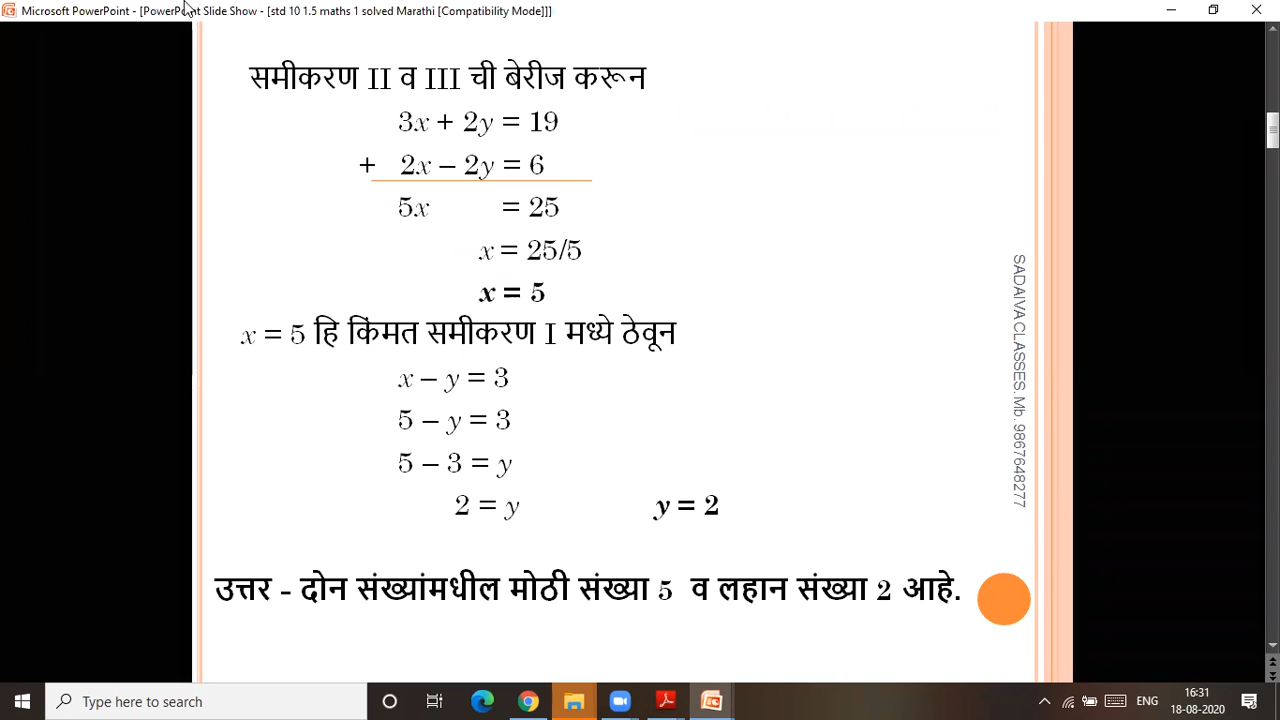 Microsoft PowerPoint - [PowerPoint Slide Show - [std 10 1.5 maths 1 solved Marathi [Compatibility Mode]]]
समीकरण II व III ची बेरीज करून
3x + 2y = 19
+ 2x – 2y = 6
5x = 25
x = 25/5
x = 5
x = 5 हि किंमत समीकरण I मध्ये ठेवून
x – y = 3
5 – y = 3
5 – 3 = y
2 = y y = 2
उत्तर - दोन संख्यांमधील मोठी संख्या 5 व लहान संख्या 2 आहे.
SADAIVA CLASSES. Mb. 9867648277
Type here to search
ENG
16:31
18-08-2020